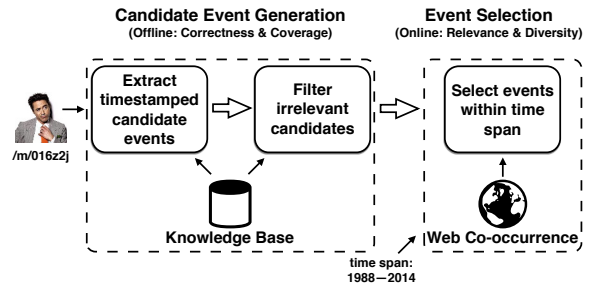 Candidate Event Generation
(Offline: Correctness & Coverage)
Event Selection
(Online: Relevance & Diversity)
Extract
timestamped
candidate
events
Filter
irrelevant
candidates
Select events
within time
span
/m/016z2j
Knowledge Base
Web Co-occurrence
time span:
1988—2014